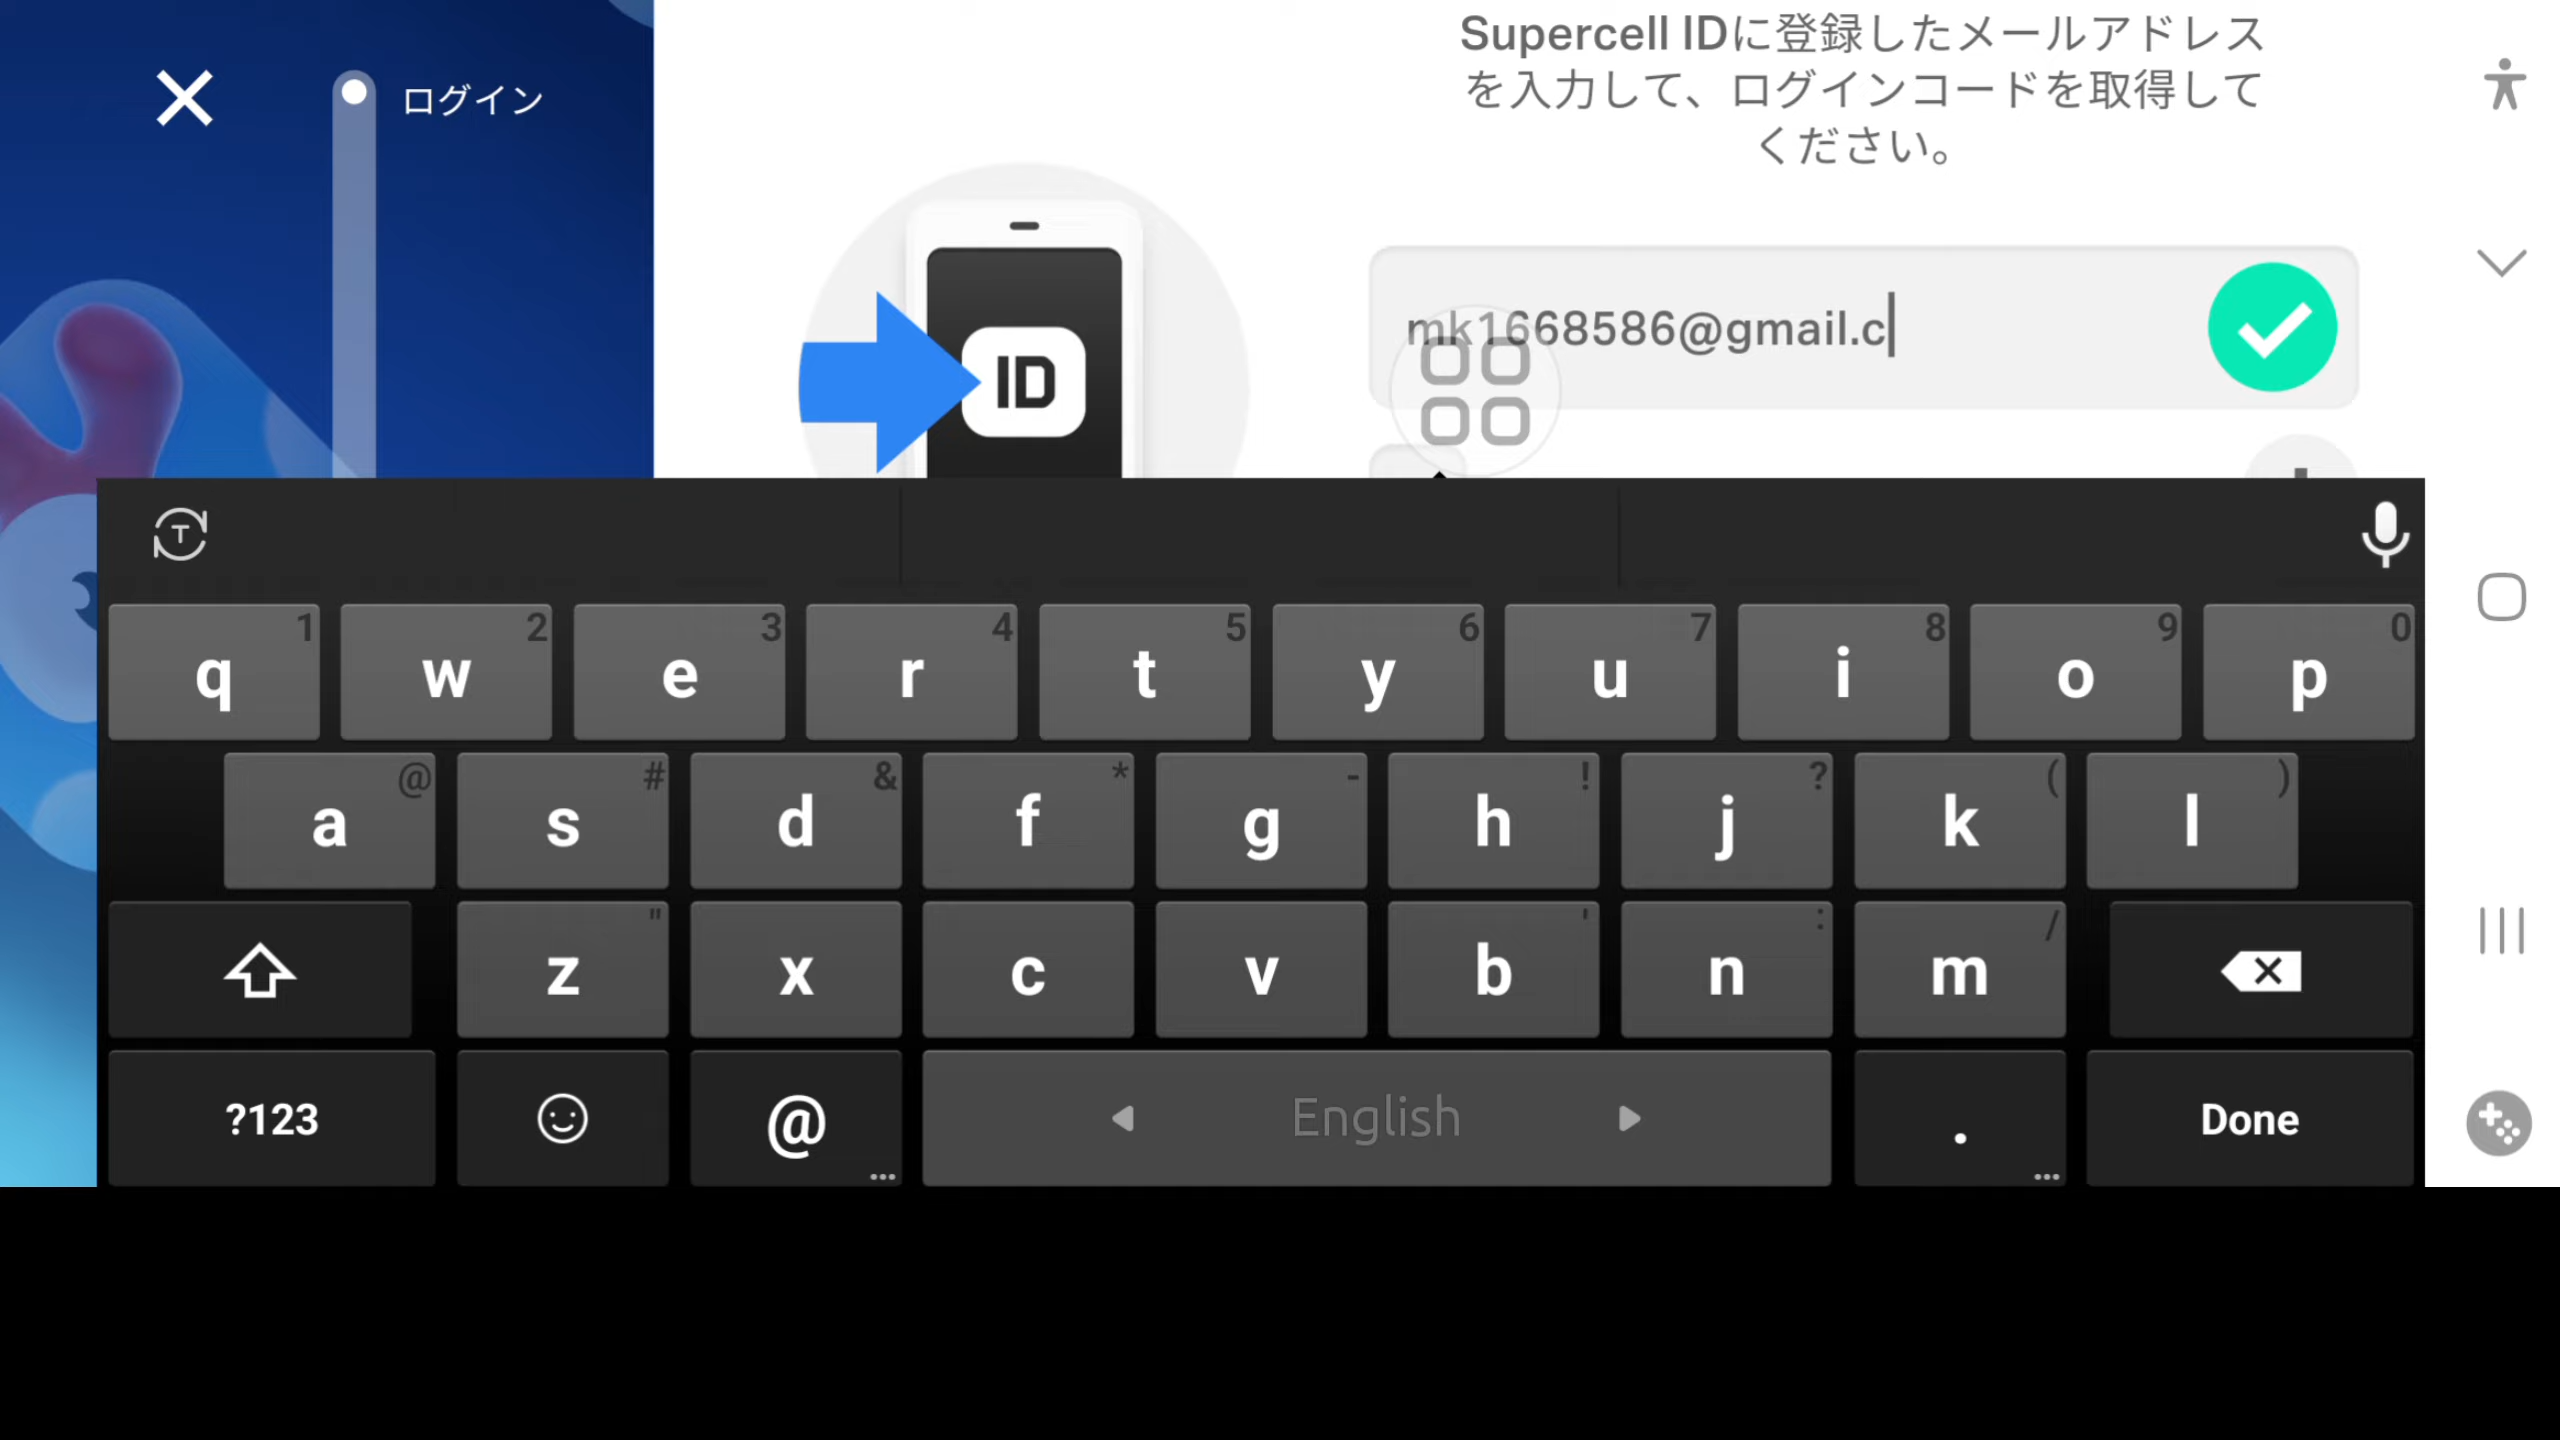 ログイン
Supercell IDに登録したメールアドレス
を入力して、ログインコードを取得して
ください。
ID
mk1668586@gmail.c
T
1 2 3 4 5 6 7 8 9 0
q w e r t y u i o p
@ # & * - ! ? ( )
a s d f g h j k l
" ' : /
z x c v b n m
?123 @ English . Done